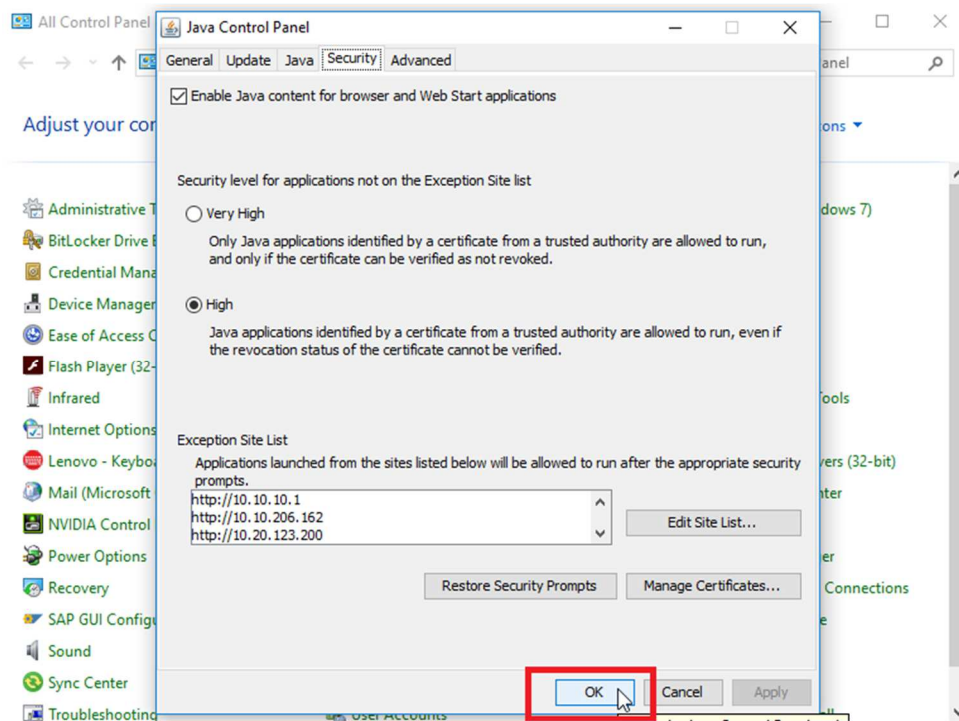 All Control Panel
Java Control Panel
General Update Java Security Advanced
anel
Enable Java content for browser and Web Start applications
Adjust your cor
ons
Security level for applications not on the Exception Site list
Very High
Only Java applications identified by a certificate from a trusted authority are allowed to run,
and only if the certificate can be verified as not revoked.
High
Java applications identified by a certificate from a trusted authority are allowed to run, even if
the revocation status of the certificate cannot be verified.
Exception Site List
Applications launched from the sites listed below will be allowed to run after the appropriate security
prompts.
http://10.10.10.1
http://10.10.206.162
http://10.20.123.200
Edit Site List...
Restore Security Prompts
Manage Certificates...
OK
Cancel
Apply
Administrative T
BitLocker Drive E
Credential Mana
Device Manager
Ease of Access C
Flash Player (32-
Infrared
Internet Options
Lenovo - Keyboa
Mail (Microsoft
NVIDIA Control
Power Options
Recovery
SAP GUI Configu
Sound
Sync Center
Troubleshooting
User Accounts
dows 7)
ools
vers (32-bit)
nter
er
Connections
e